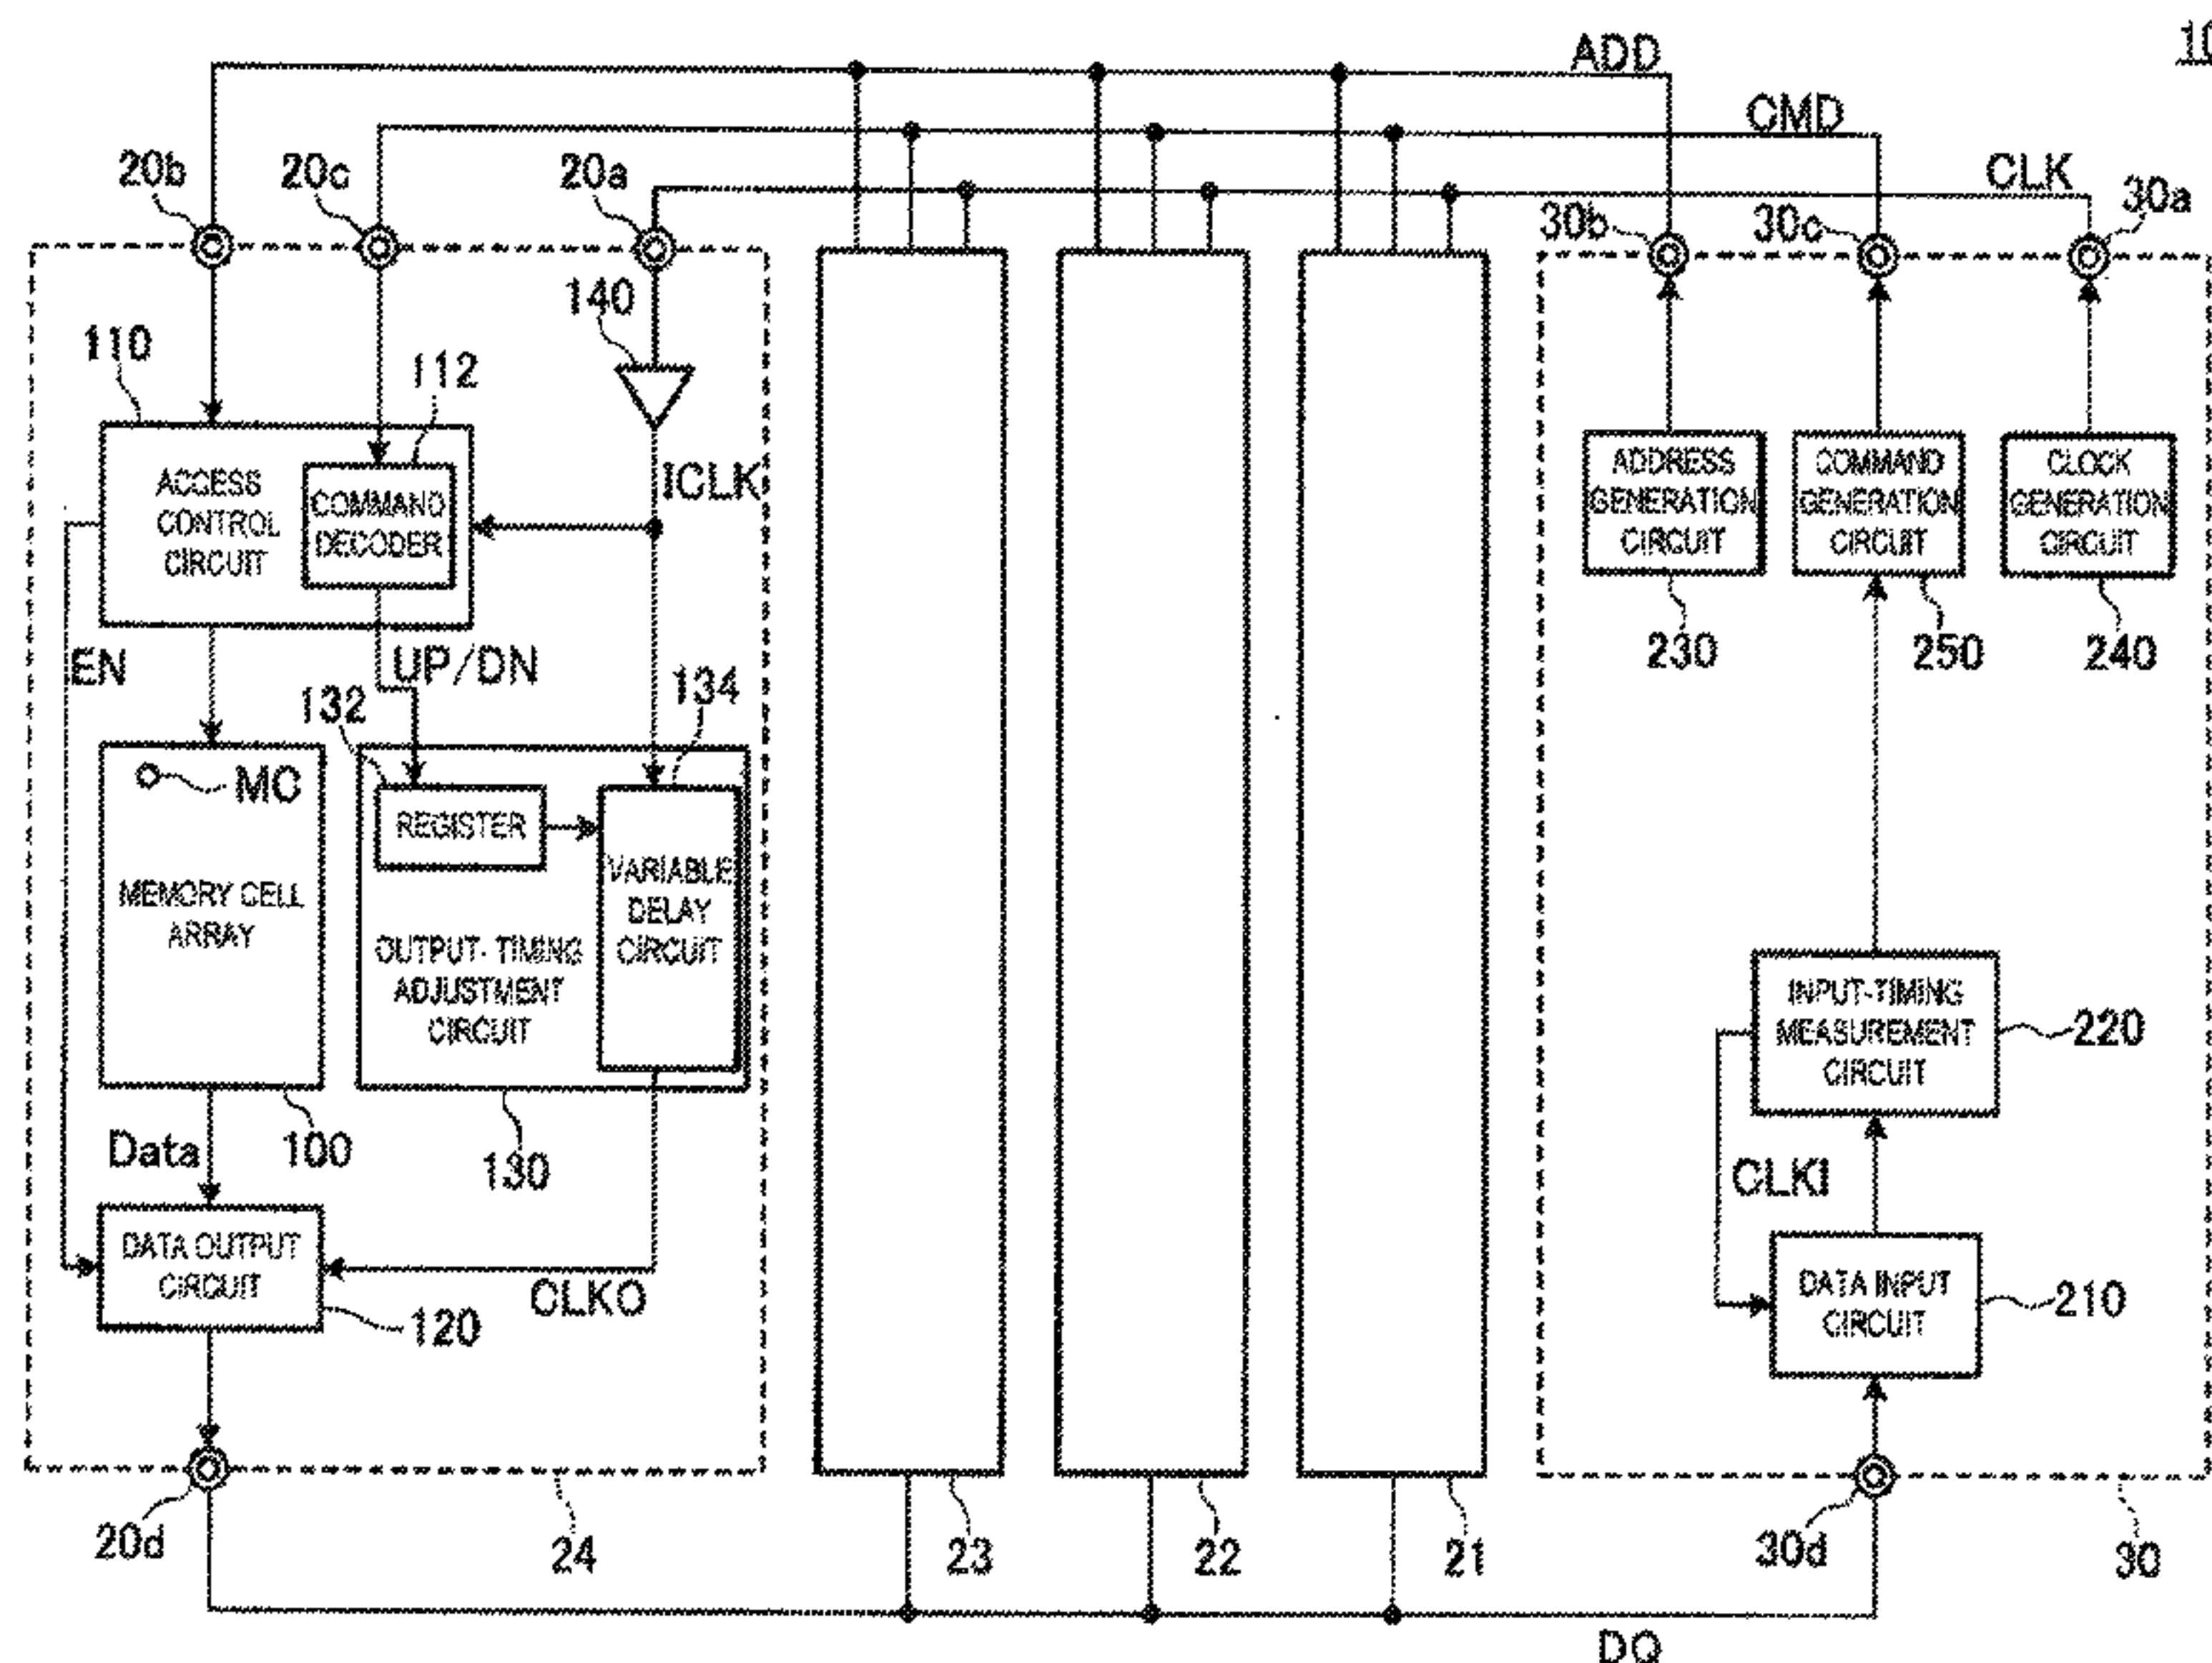 10
ADD
CMD
CLK
20b
20c
20a
30b
30c
30a
140
110
112
ACCESS
CONTROL
CIRCUIT
COMMAND
DECODER
ICLK
ADDRESS
GENERATION
CIRCUIT
COMMAND
GENERATION
CIRCUIT
CLOCK
GENERATION
CIRCUIT
230
250
240
EN
UP/DN
132
134
MC
REGISTER
MEMORY CELL
ARRAY
VARIABLE
DELAY
CIRCUIT
OUTPUT-TIMING
ADJUSTMENT
CIRCUIT
INPUT-TIMING
MEASUREMENT
CIRCUIT
220
Data
100
130
CLKI
DATA OUTPUT
CIRCUIT
CLKO
120
DATA INPUT
CIRCUIT
210
20d
24
23
22
21
30d
30
DQ